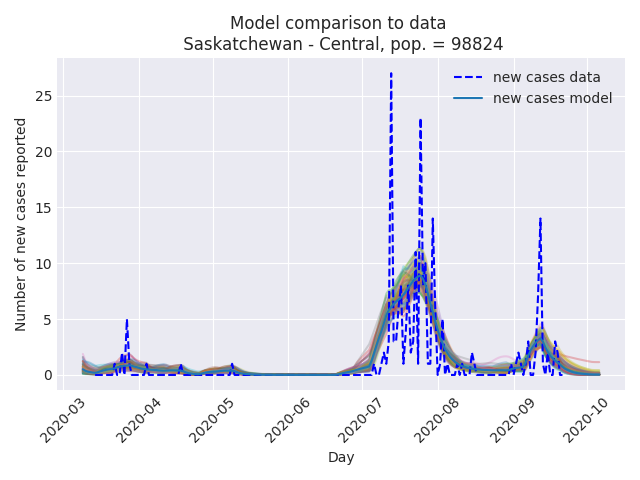 Model comparison to data
Saskatchewan - Central, pop. = 98824
new cases data
new cases model
Number of new cases reported
25
20
15
10
5
0
2020-03
2020-04
2020-05
2020-06
2020-07
2020-08
2020-09
2020-10
Day